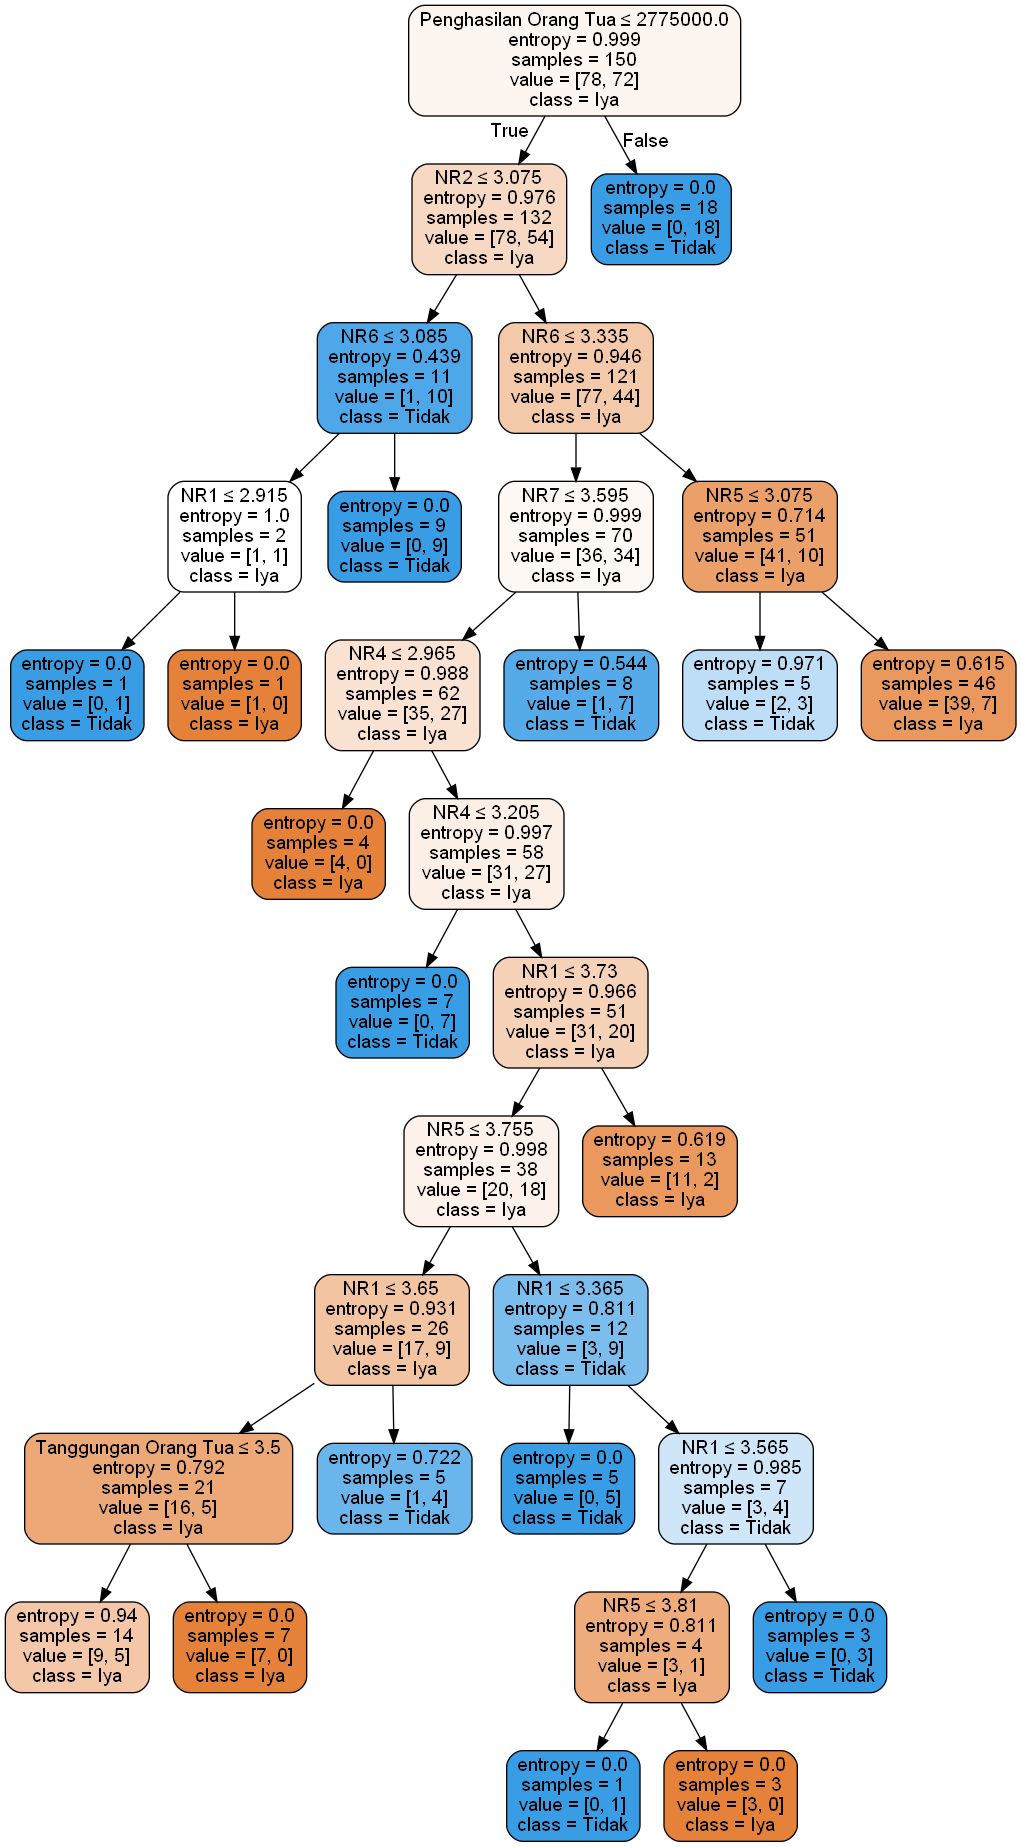 Penghasilan Orang Tua ≤ 2775000.0
entropy = 0.999
samples = 150
value = [78, 72]
class = Iya
True
False
NR2 ≤ 3.075
entropy = 0.976
samples = 132
value = [78, 54]
class = Iya
entropy = 0.0
samples = 18
value = [0, 18]
class = Tidak
NR6 ≤ 3.085
entropy = 0.439
samples = 11
value = [1, 10]
class = Tidak
NR6 ≤ 3.335
entropy = 0.946
samples = 121
value = [77, 44]
class = Iya
NR1 ≤ 2.915
entropy = 1.0
samples = 2
value = [1, 1]
class = Iya
entropy = 0.0
samples = 9
value = [0, 9]
class = Tidak
NR7 ≤ 3.595
entropy = 0.999
samples = 70
value = [36, 34]
class = Iya
NR5 ≤ 3.075
entropy = 0.714
samples = 51
value = [41, 10]
class = Iya
entropy = 0.0
samples = 1
value = [0, 1]
class = Tidak
entropy = 0.0
samples = 1
value = [1, 0]
class = Iya
NR4 ≤ 2.965
entropy = 0.988
samples = 62
value = [35, 27]
class = Iya
entropy = 0.544
samples = 8
value = [1, 7]
class = Tidak
entropy = 0.971
samples = 5
value = [2, 3]
class = Tidak
entropy = 0.615
samples = 46
value = [39, 7]
class = Iya
entropy = 0.0
samples = 4
value = [4, 0]
class = Iya
NR4 ≤ 3.205
entropy = 0.997
samples = 58
value = [31, 27]
class = Iya
entropy = 0.0
samples = 7
value = [0, 7]
class = Tidak
NR1 ≤ 3.73
entropy = 0.966
samples = 51
value = [31, 20]
class = Iya
NR5 ≤ 3.755
entropy = 0.998
samples = 38
value = [20, 18]
class = Iya
entropy = 0.619
samples = 13
value = [11, 2]
class = Iya
NR1 ≤ 3.65
entropy = 0.931
samples = 26
value = [17, 9]
class = Iya
NR1 ≤ 3.365
entropy = 0.811
samples = 12
value = [3, 9]
class = Tidak
Tanggungan Orang Tua ≤ 3.5
entropy = 0.792
samples = 21
value = [16, 5]
class = Iya
entropy = 0.722
samples = 5
value = [1, 4]
class = Tidak
entropy = 0.0
samples = 5
value = [0, 5]
class = Tidak
NR1 ≤ 3.565
entropy = 0.985
samples = 7
value = [3, 4]
class = Tidak
entropy = 0.94
samples = 14
value = [9, 5]
class = Iya
entropy = 0.0
samples = 7
value = [7, 0]
class = Iya
NR5 ≤ 3.81
entropy = 0.811
samples = 4
value = [3, 1]
class = Iya
entropy = 0.0
samples = 3
value = [0, 3]
class = Tidak
entropy = 0.0
samples = 1
value = [0, 1]
class = Tidak
entropy = 0.0
samples = 3
value = [3, 0]
class = Iya